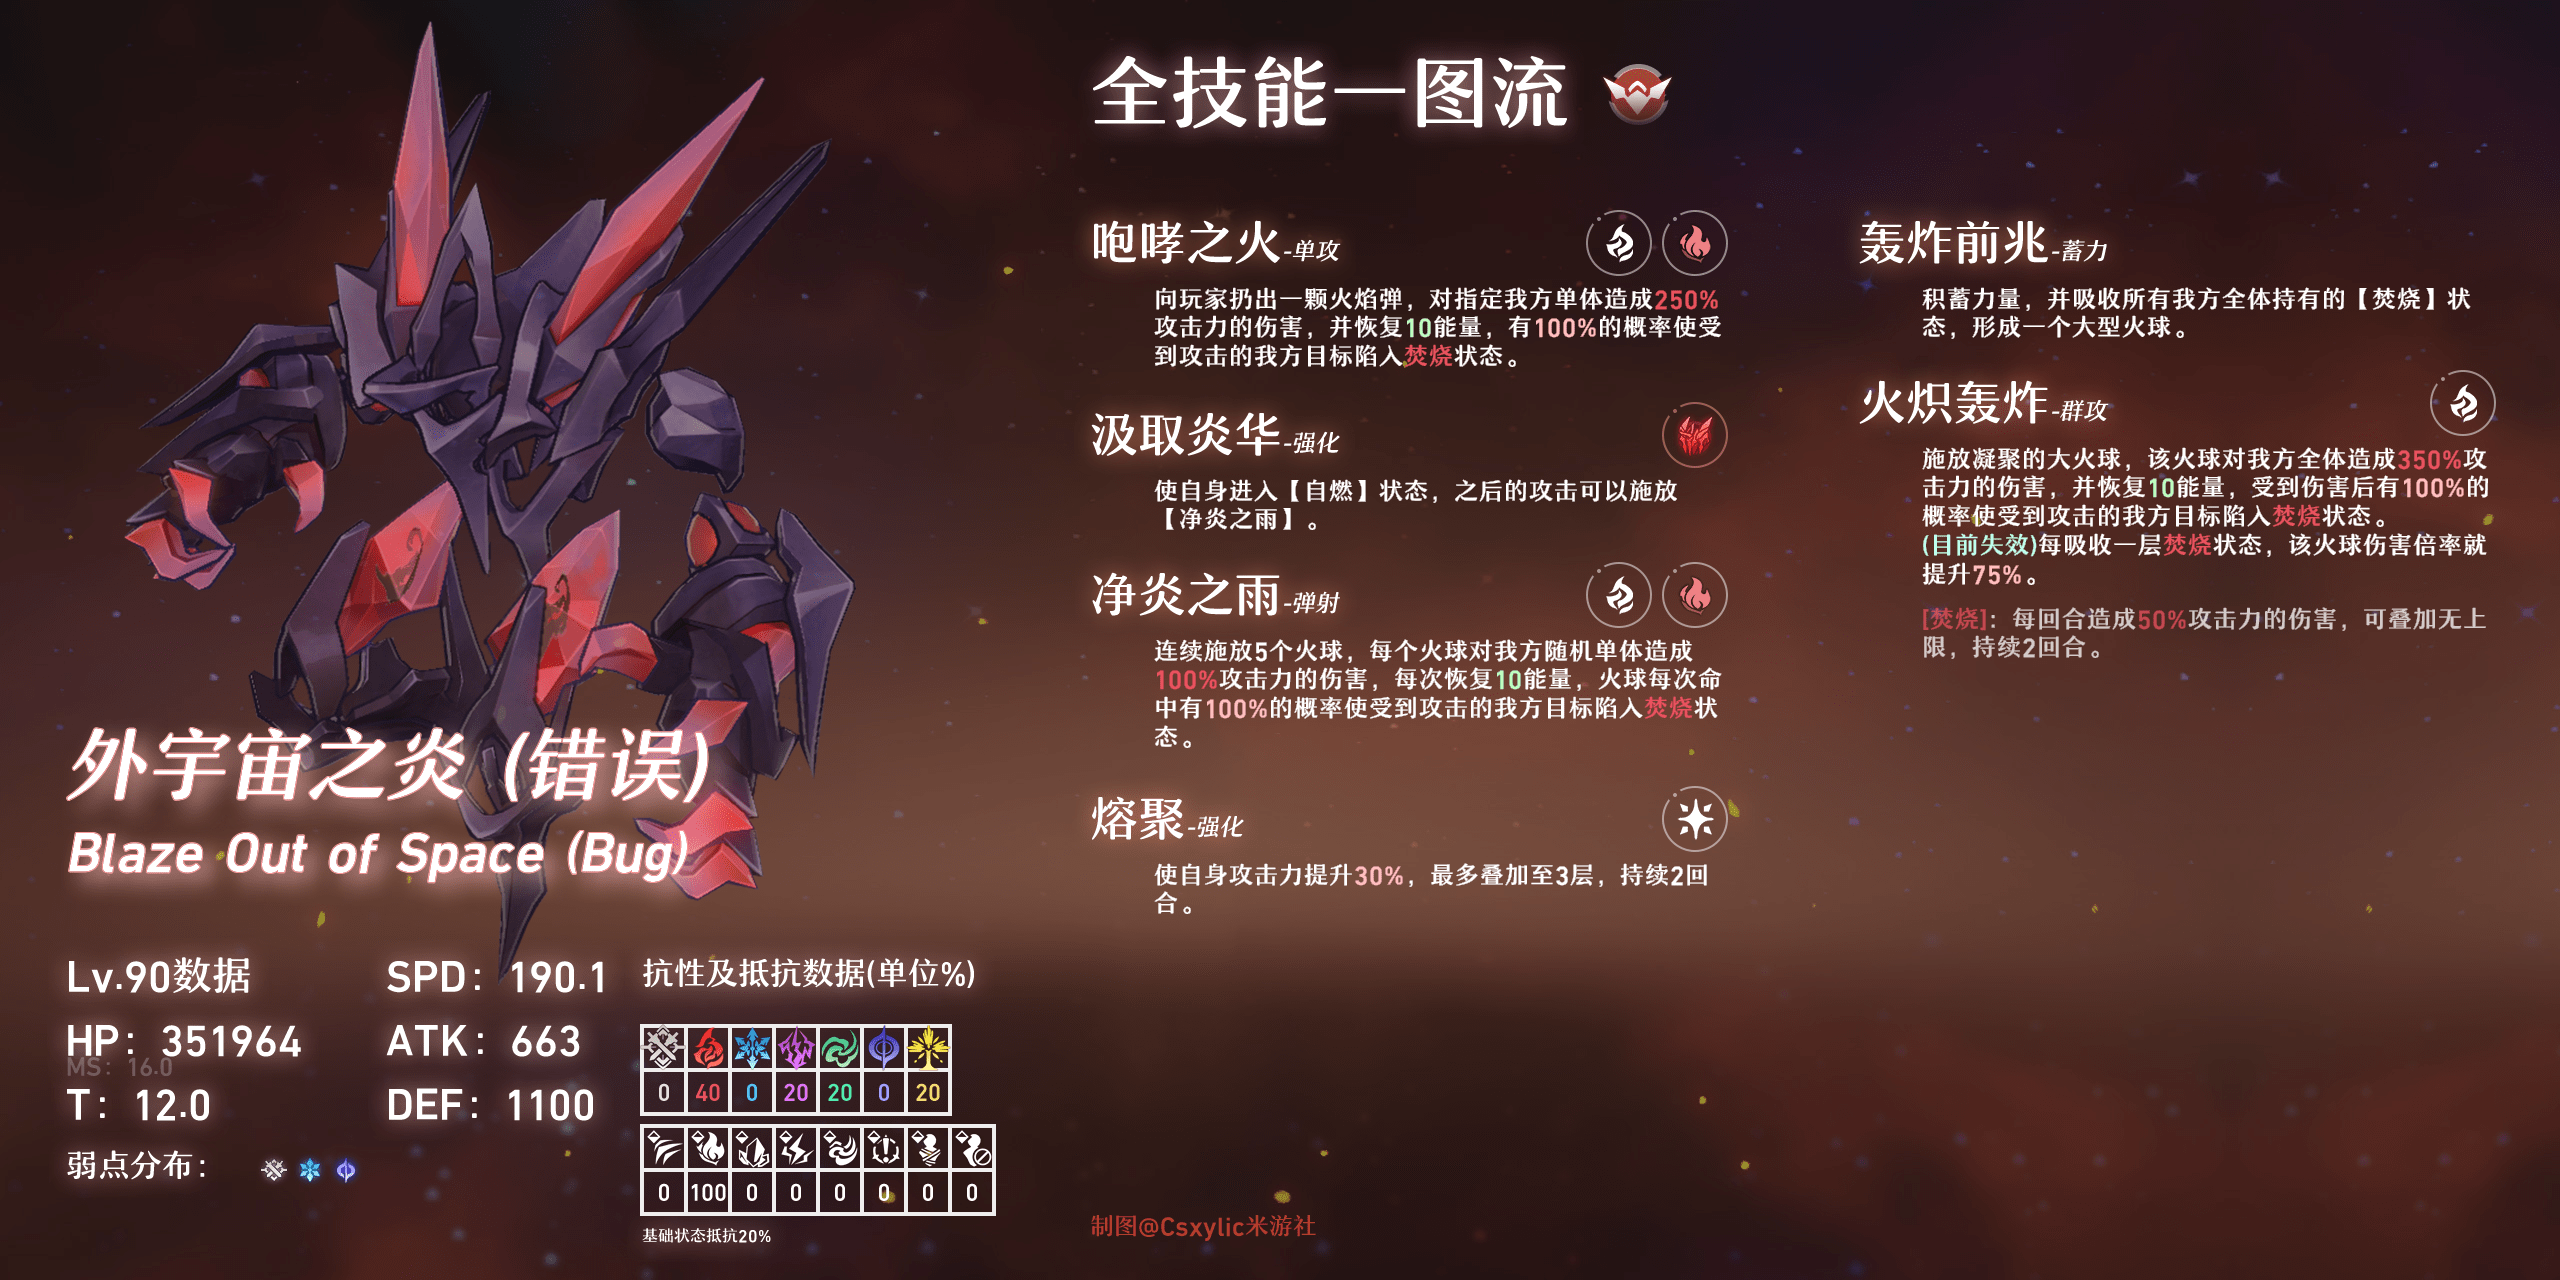 全技能一图流
咆哮之火-单攻
向玩家扔出一颗火焰弹，对指定我方单体造成250%
攻击力的伤害，并恢复10能量，有100%的概率使受
到攻击的我方目标陷入焚烧状态。
汲取炎华-强化
使自身进入【自燃】状态，之后的攻击可以施放
【净炎之雨】。
净炎之雨-弹射
连续施放5个火球，每个火球对我方随机单体造成
100%攻击力的伤害，每次恢复10能量，火球每次命
中有100%的概率使受到攻击的我方目标陷入焚烧状
态。
熔聚-强化
使自身攻击力提升30%，最多叠加至3层，持续2回
合。
轰炸前兆-蓄力
积蓄力量，并吸收所有我方全体持有的【焚烧】状
态，形成一个大型火球。
火炽轰炸-群攻
施放凝聚的大火球，该火球对我方全体造成350%攻
击力的伤害，并恢复10能量，受到伤害后有100%的
概率使受到攻击的我方目标陷入焚烧状态。
(目前失效)每吸收一层焚烧状态，该火球伤害倍率就
提升75%。
[焚烧]：每回合造成50%攻击力的伤害，可叠加无上
限，持续2回合。
外宇宙之炎 (错误)
Blaze Out of Space (Bug)
Lv.90数据
SPD： 190.1
HP： 351964
ATK： 663
MS： 16.0
T： 12.0
DEF： 1100
弱点分布：
抗性及抵抗数据(单位%)
0 40 0 20 20 0 20
0 100 0 0 0 0 0 0
基础状态抵抗20%
制图@Csxylic米游社